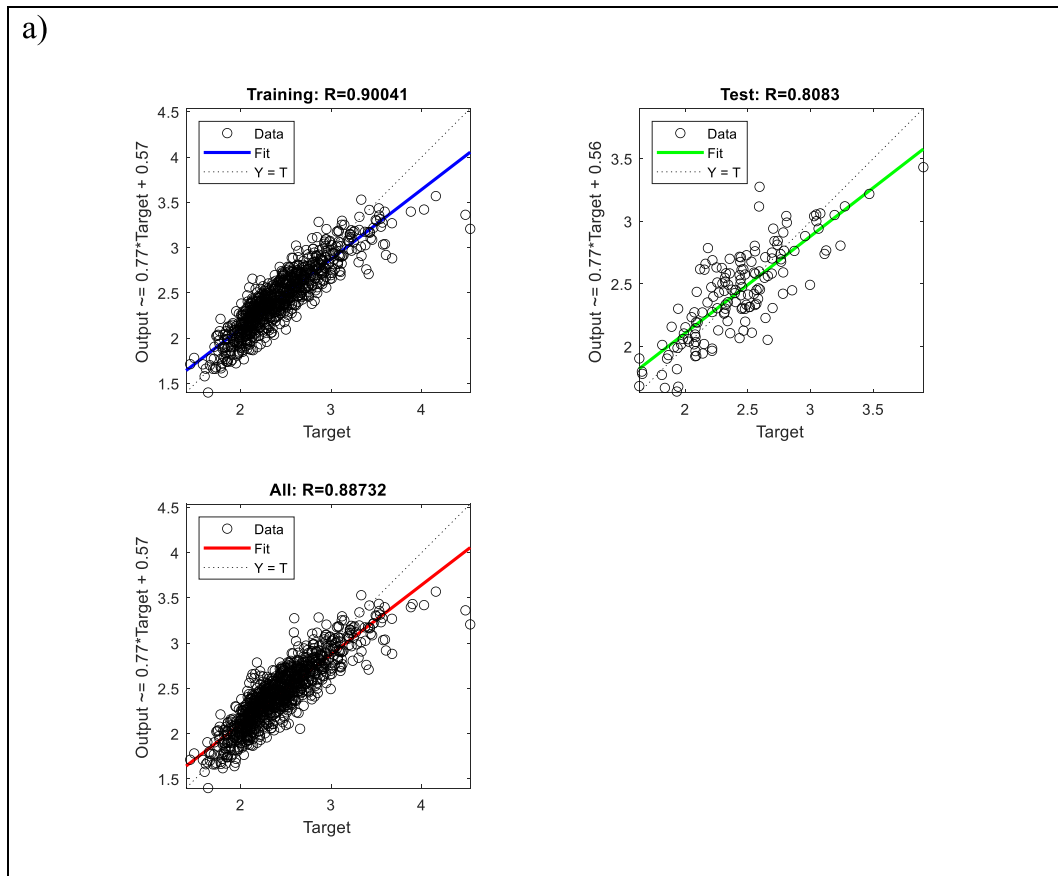 a)
Training: R=0.90041
Output ~= 0.77*Target + 0.57
4.5
4
3.5
3
2.5
2
1.5
Data
Fit
Y = T
2 3 4
Target
Test: R=0.8083
Output ~= 0.77*Target + 0.56
3.5
3
2.5
2
Data
Fit
Y = T
2 2.5 3 3.5
Target
All: R=0.88732
Output ~= 0.77*Target + 0.57
4.5
4
3.5
3
2.5
2
1.5
Data
Fit
Y = T
2 3 4
Target